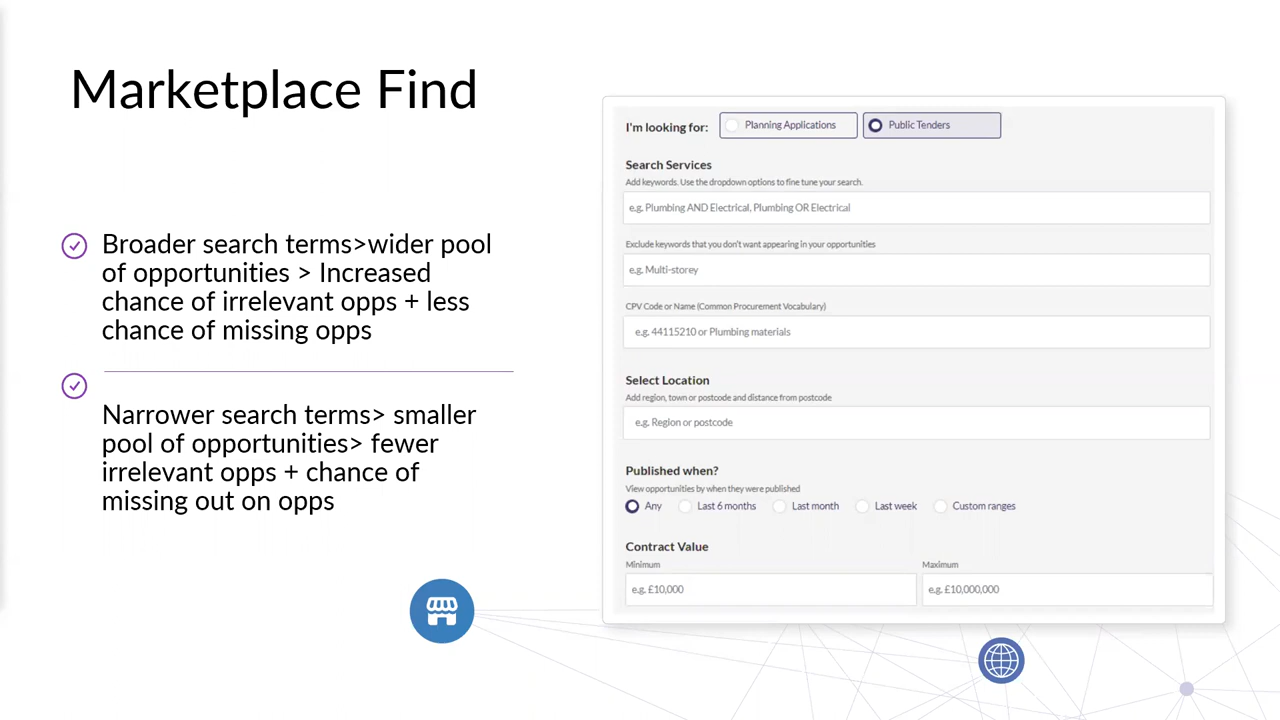 Marketplace Find
Broader search terms>wider pool
of opportunities > Increased
chance of irrelevant opps + less
chance of missing opps
Narrower search terms> smaller
pool of opportunities> fewer
irrelevant opps + chance of
missing out on opps
I'm looking for: Planning Applications Public Tenders
Search Services
Add keywords. Use the dropdown options to fine tune your search.
e.g. Plumbing AND Electrical, Plumbing OR Electrical
Exclude keywords that you don't want appearing in your opportunities
e.g. Multi-storey
CPV Code or Name (Common Procurement Vocabulary)
e.g. 44115210 or Plumbing materials
Select Location
Add region, town or postcode and distance from postcode
e.g. Region or postcode
Published when?
View opportunities by when they were published
Any Last 6 months Last month Last week Custom ranges
Contract Value
Minimum Maximum
e.g. £10,000 e.g. £10,000,000